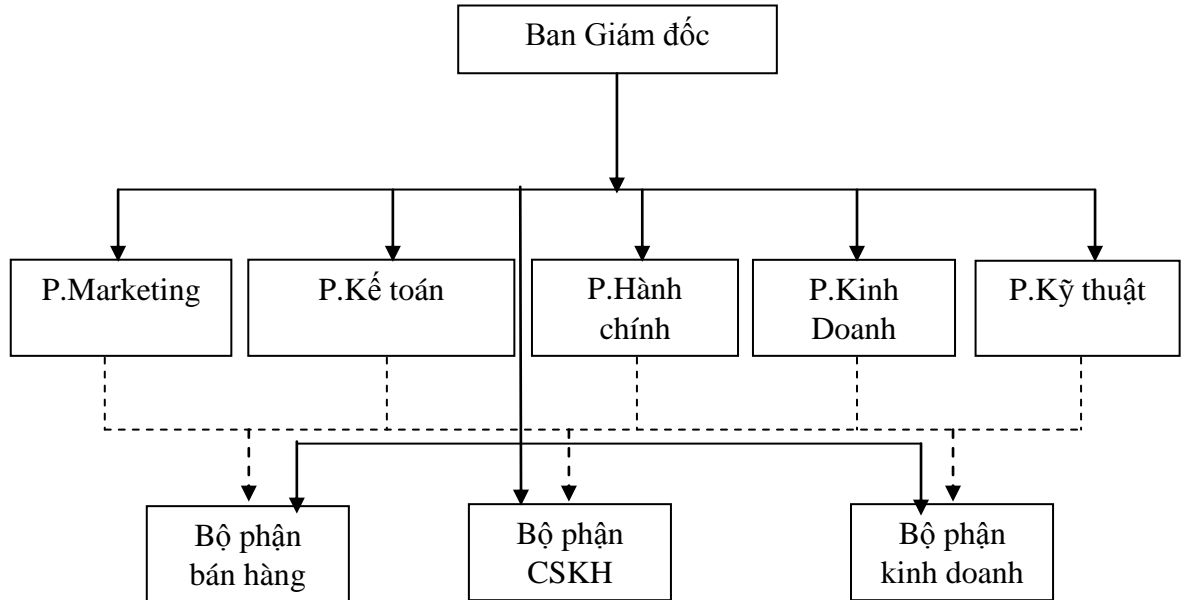 Ban Giám đốc
P.Marketing
P.Kế toán
P.Hành
chính
P.Kinh
Doanh
P.Kỹ thuật
Bộ phận
bán hàng
Bộ phận
CSKH
Bộ phận
kinh doanh